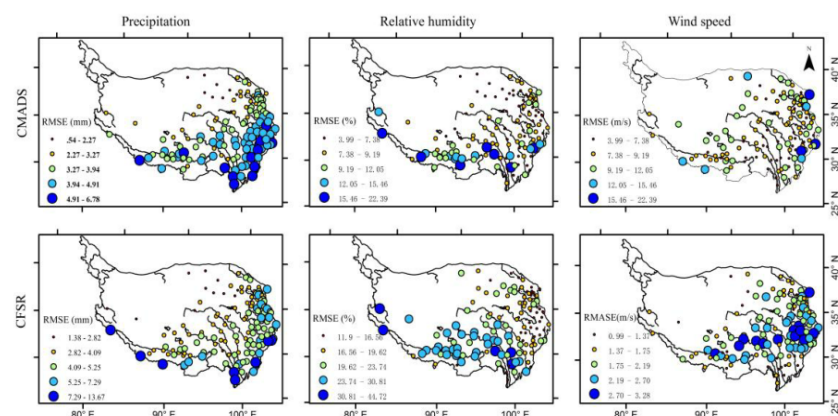 Precipitation
Relative humidity
Wind speed
CMADS
RMSE (mm)
.54 - 2.27
2.27 - 3.27
3.27 - 3.94
3.94 - 4.91
4.91 - 6.78
RMSE (%)
3.99 - 7.38
7.38 - 9.19
9.19 - 12.05
12.05 - 15.46
15.46 - 22.39
RMSE (m/s)
3.99 - 7.38
7.38 - 9.19
9.19 - 12.05
12.05 - 15.46
15.46 - 22.39
N
40° N
35° N
30° N
25° N
CFSR
RMSE (mm)
1.38 - 2.82
2.82 - 4.09
4.09 - 5.25
5.25 - 7.29
7.29 - 13.67
RMSE (%)
11.9 - 16.56
16.56 - 19.62
19.62 - 23.74
23.74 - 30.81
30.81 - 44.72
RMASE(m/s)
0.99 - 1.37
1.37 - 1.75
1.75 - 2.19
2.19 - 2.70
2.70 - 3.28
40° N
35° N
30° N
25° N
80° E 90° E 100° E
80° E 90° E 100° E
80° E 90° E 100° E